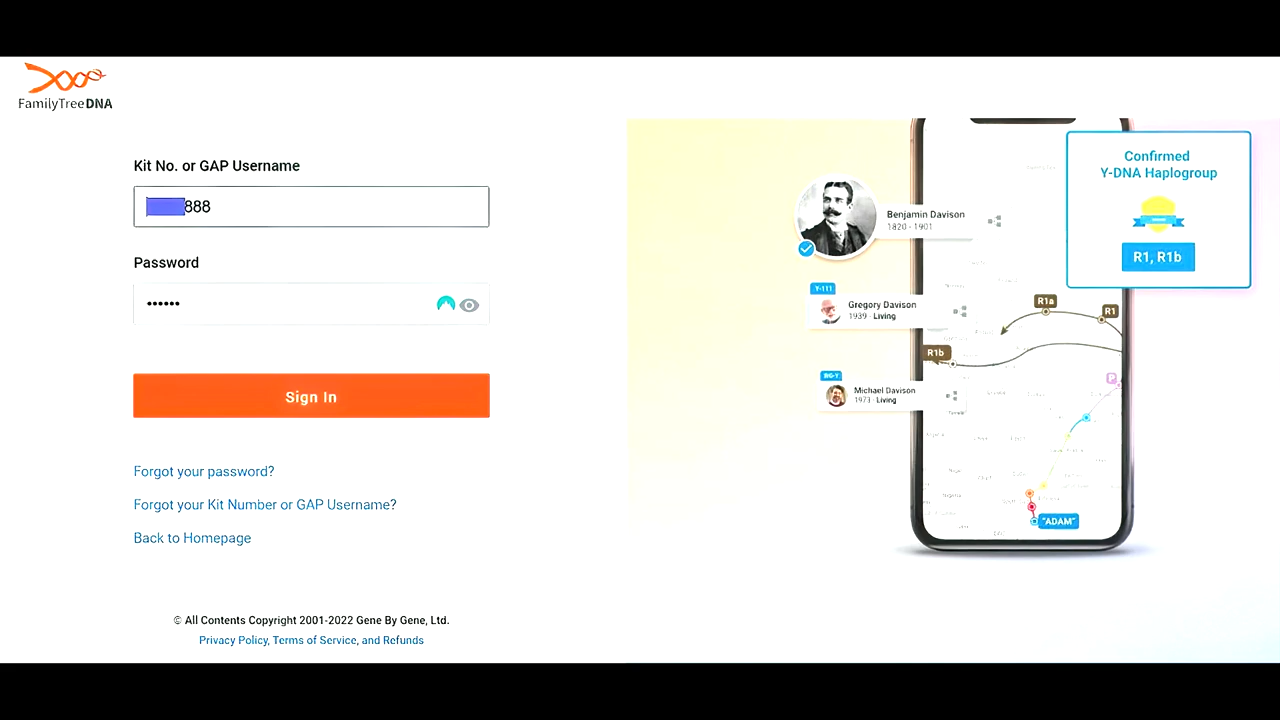 FamilyTreeDNA
Kit No. or GAP Username
888
Password
Sign In
Forgot your password?
Forgot your Kit Number or GAP Username?
Back to Homepage
© All Contents Copyright 2001-2022 Gene By Gene, Ltd.
Privacy Policy, Terms of Service, and Refunds
Confirmed
Y-DNA Haplogroup
R1, R1b
Benjamin Davison
1820 - 1901
Y-111
Gregory Davison
1939 - Living
R1a
R1
R1b
BIG-Y
Michael Davison
1973 - Living
P
"ADAM"